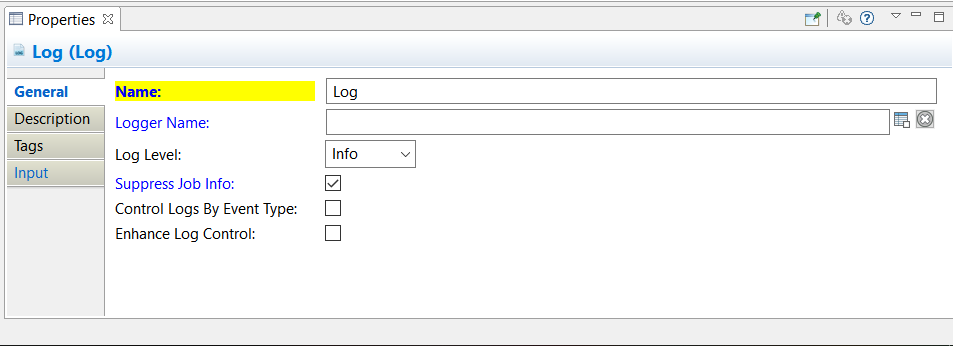 Properties
Log (Log)
General
Description
Tags
Input
Name: Log
Logger Name:
Log Level: Info
Suppress Job Info:
Control Logs By Event Type:
Enhance Log Control: